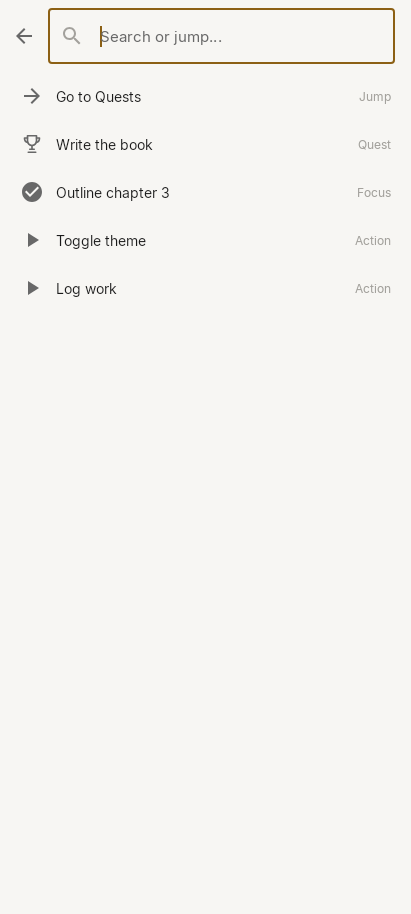 Search or jump...
Go to Quests Jump
Write the book Quest
Outline chapter 3 Focus
Toggle theme Action
Log work Action